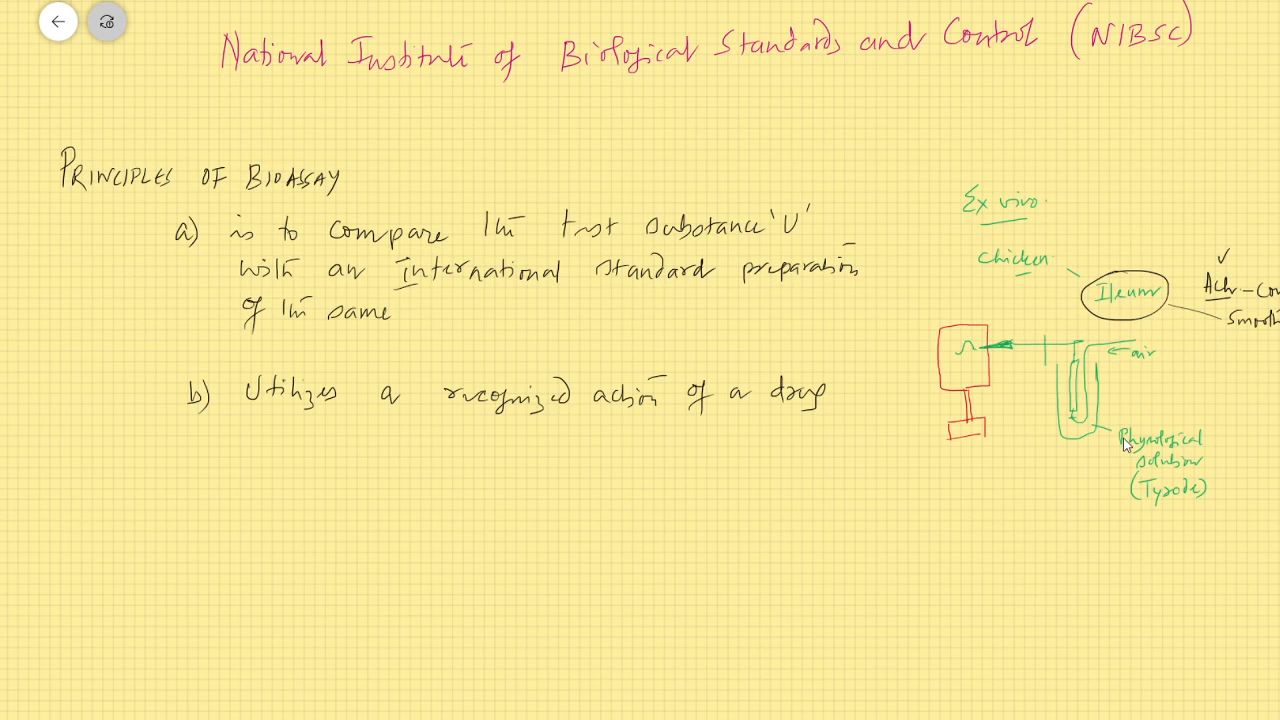 National Institute of Biological Standards and Control (NIBSC)
PRINCIPLES OF BIOASSAY
a) is to compare the test substance 'U'
with an international standard preparation
of the same
b) Utilizes a recognized action of a drug
Ex vivo.
Chicken
Ileum
Ach - Con
Smooth
air
Physological
solution
(Tyrode)